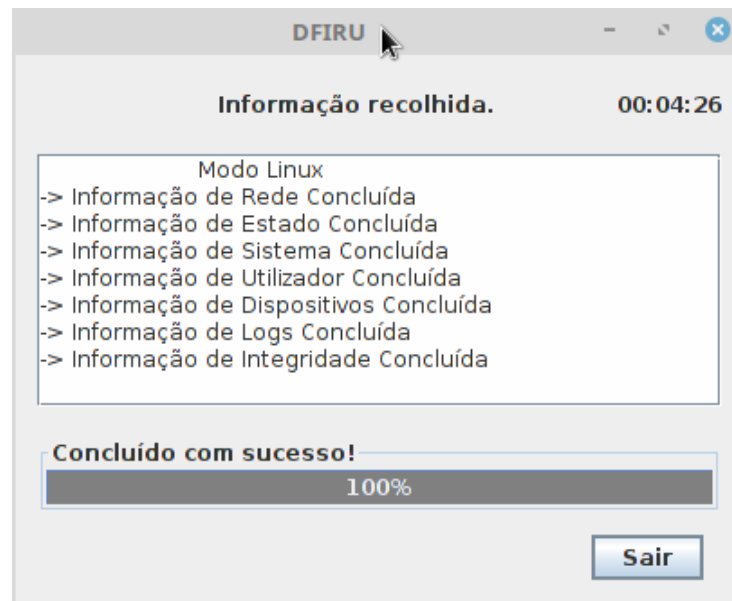 DFIRU
Informação recolhida. 00:04:26
Modo Linux
-> Informação de Rede Concluída
-> Informação de Estado Concluída
-> Informação de Sistema Concluída
-> Informação de Utilizador Concluída
-> Informação de Dispositivos Concluída
-> Informação de Logs Concluída
-> Informação de Integridade Concluída
Concluído com sucesso!
100%
Sair